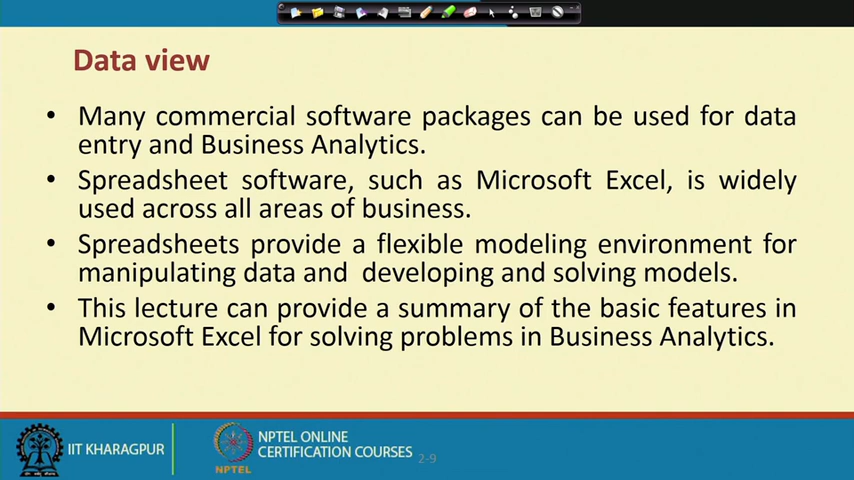 Data view
• Many commercial software packages can be used for data
entry and Business Analytics.
• Spreadsheet software, such as Microsoft Excel, is widely
used across all areas of business.
• Spreadsheets provide a flexible modeling environment for
manipulating data and developing and solving models.
• This lecture can provide a summary of the basic features in
Microsoft Excel for solving problems in Business Analytics.
IIT KHARAGPUR
NPTEL
NPTEL ONLINE
CERTIFICATION COURSES
2-9